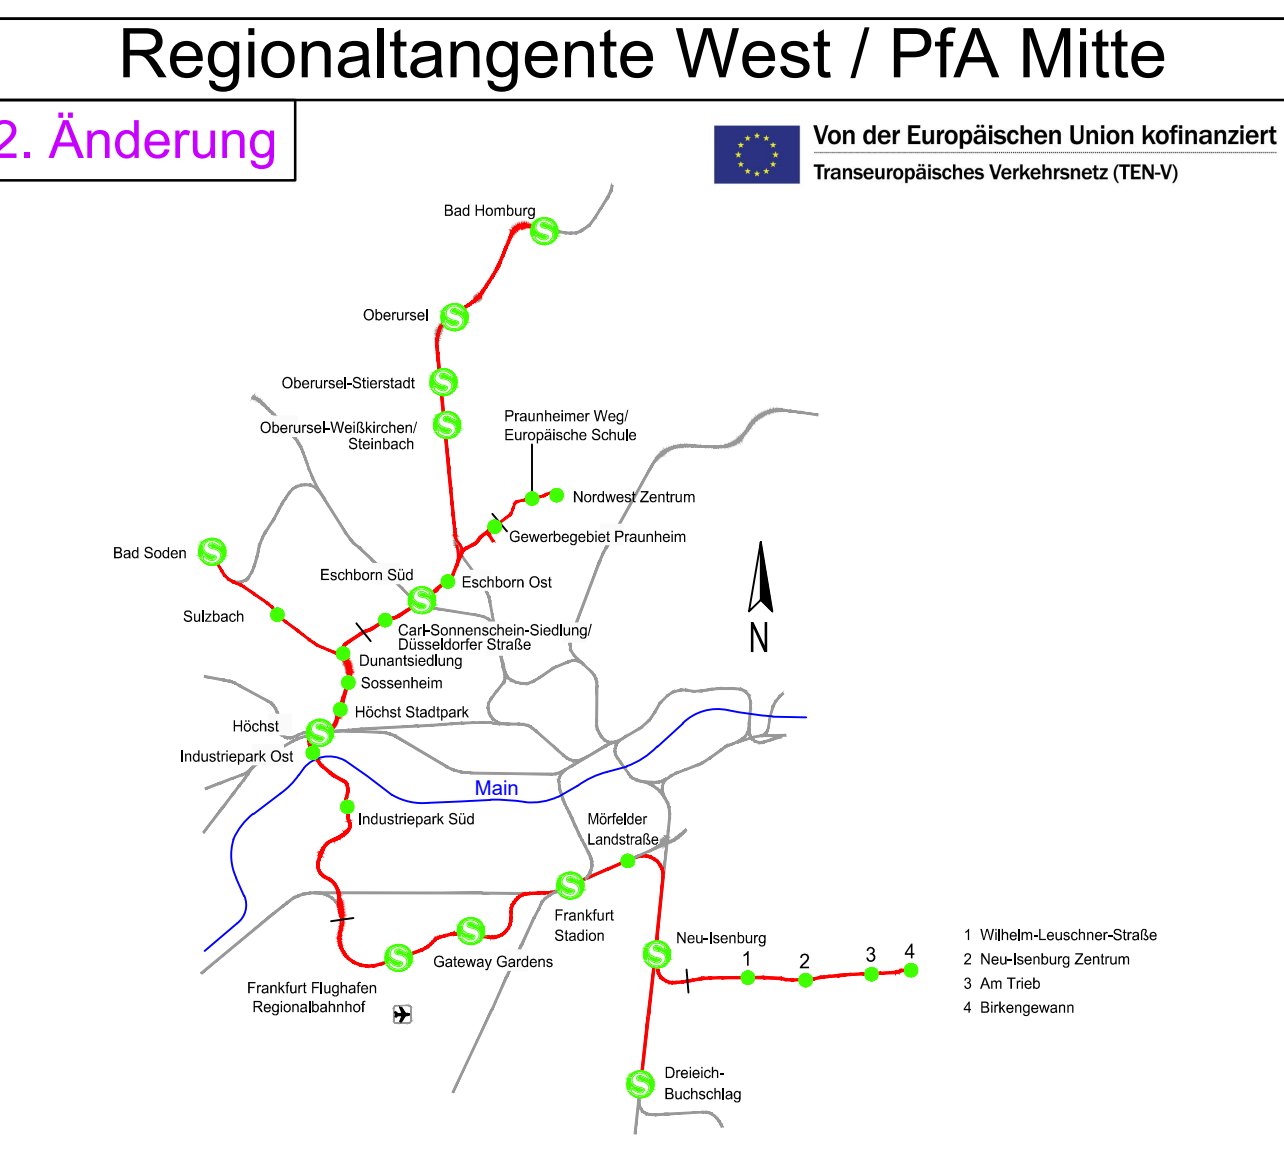 Regionaltangente West / PfA Mitte
2. Änderung
Von der Europäischen Union kofinanziert
Transeuropäisches Verkehrsnetz (TEN-V)
Bad Homburg
Oberursel
Oberursel-Stierstadt
Oberursel-Weißkirchen/
Steinbach
Praunheimer Weg/
Europäische Schule
Nordwest Zentrum
Gewerbegebiet Praunheim
Bad Soden
Eschborn Süd
Eschborn Ost
Sulzbach
Carl-Sonnenschein-Siedlung/
Düsseldorfer Straße
Dunantsiedlung
Sossenheim
Höchst Stadtpark
Höchst
Industriepark Ost
N
Main
Industriepark Süd
Mörfelder
Landstraße
Frankfurt
Stadion
Neu-Isenburg
Gateway Gardens
Frankfurt Flughafen
Regionalbahnhof
1
2
3
4
1 Wilhelm-Leuschner-Straße
2 Neu-Isenburg Zentrum
3 Am Trieb
4 Birkengewann
Dreieich-
Buchschlag
S
S
S
S
S
S
S
S
S
S
S
S